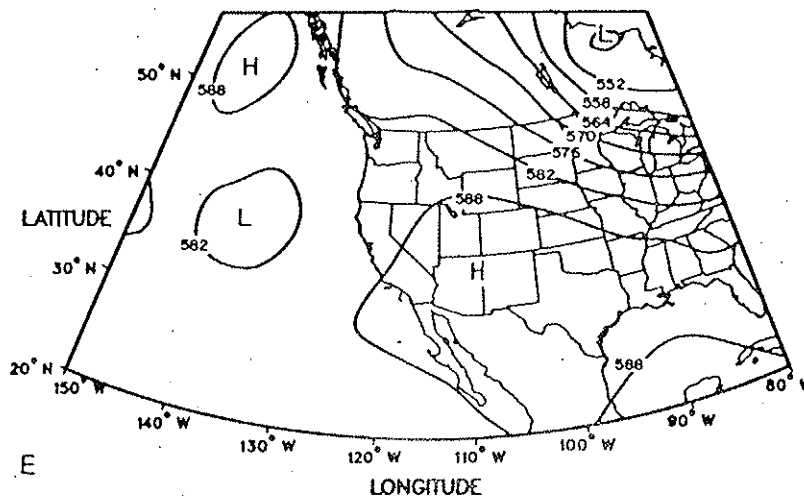 L
50° N
H
588
552
558
564
570
576
40° N
582
588
LATITUDE
L
582
30° N
H
20° N
588
150° W
80° W
140° W
90° W
130° W
120° W
110° W
100° W
E
LONGITUDE